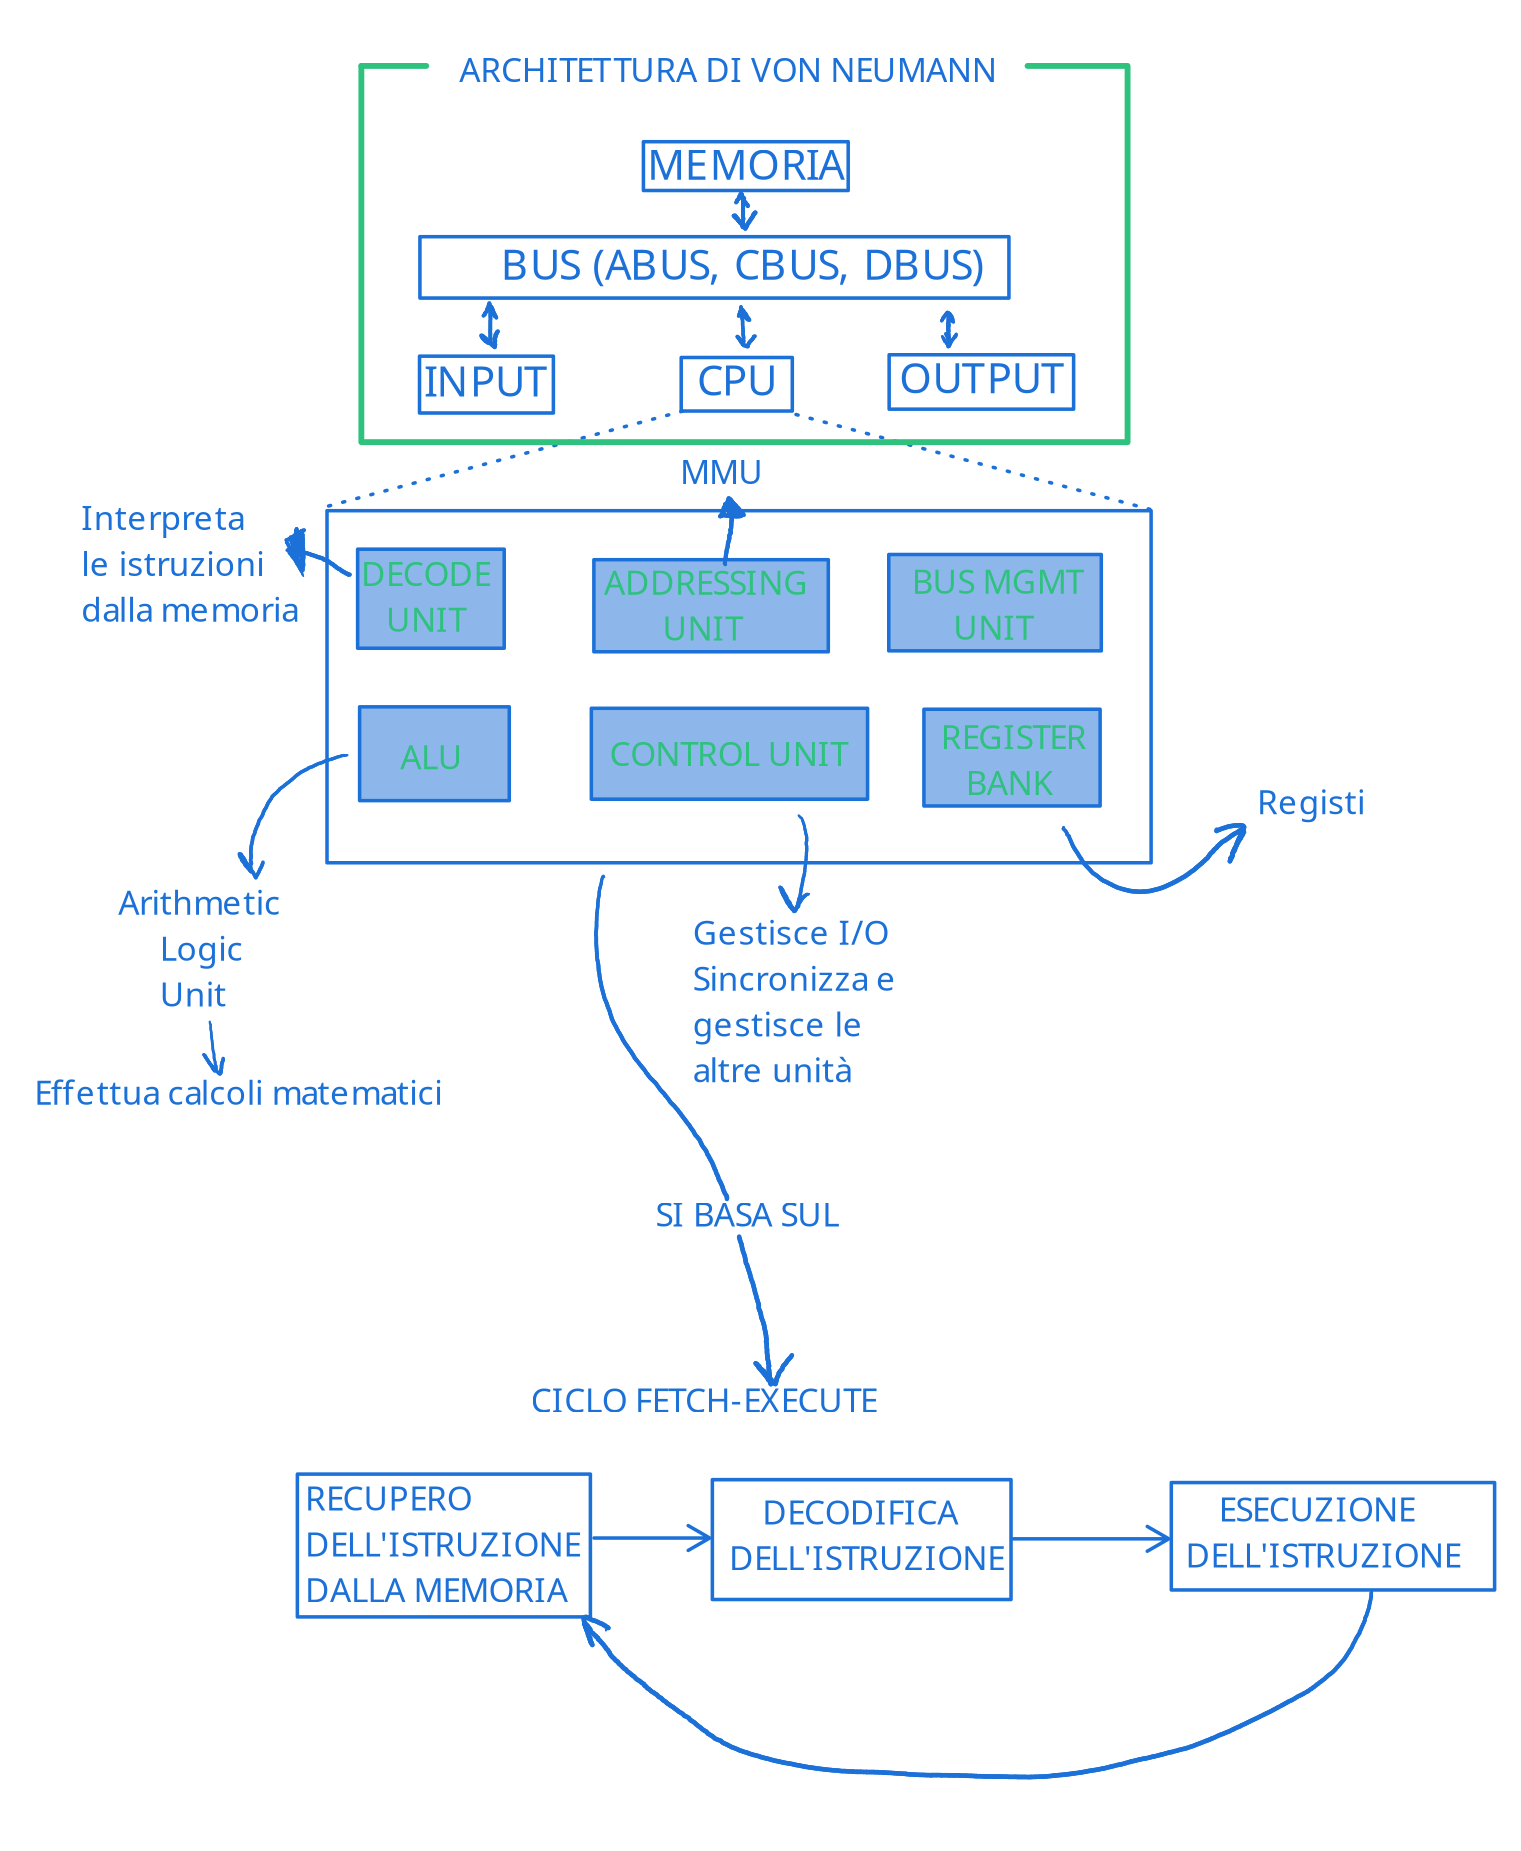 ARCHITETTURA DI VON NEUMANN
MEMORIA
BUS (ABUS, CBUS, DBUS)
INPUT
CPU
OUTPUT
MMU
Interpreta
le istruzioni
dalla memoria
DECODE
UNIT
ADDRESSING
UNIT
BUS MGMT
UNIT
ALU
CONTROL UNIT
REGISTER
BANK
Registi
Arithmetic
Logic
Unit
Effettua calcoli matematici
Gestisce I/O
Sincronizza e
gestisce le
altre unità
SI BASA SUL
CICLO FETCH-EXECUTE
RECUPERO
DELL'ISTRUZIONE
DALLA MEMORIA
DECODIFICA
DELL'ISTRUZIONE
ESECUZIONE
DELL'ISTRUZIONE